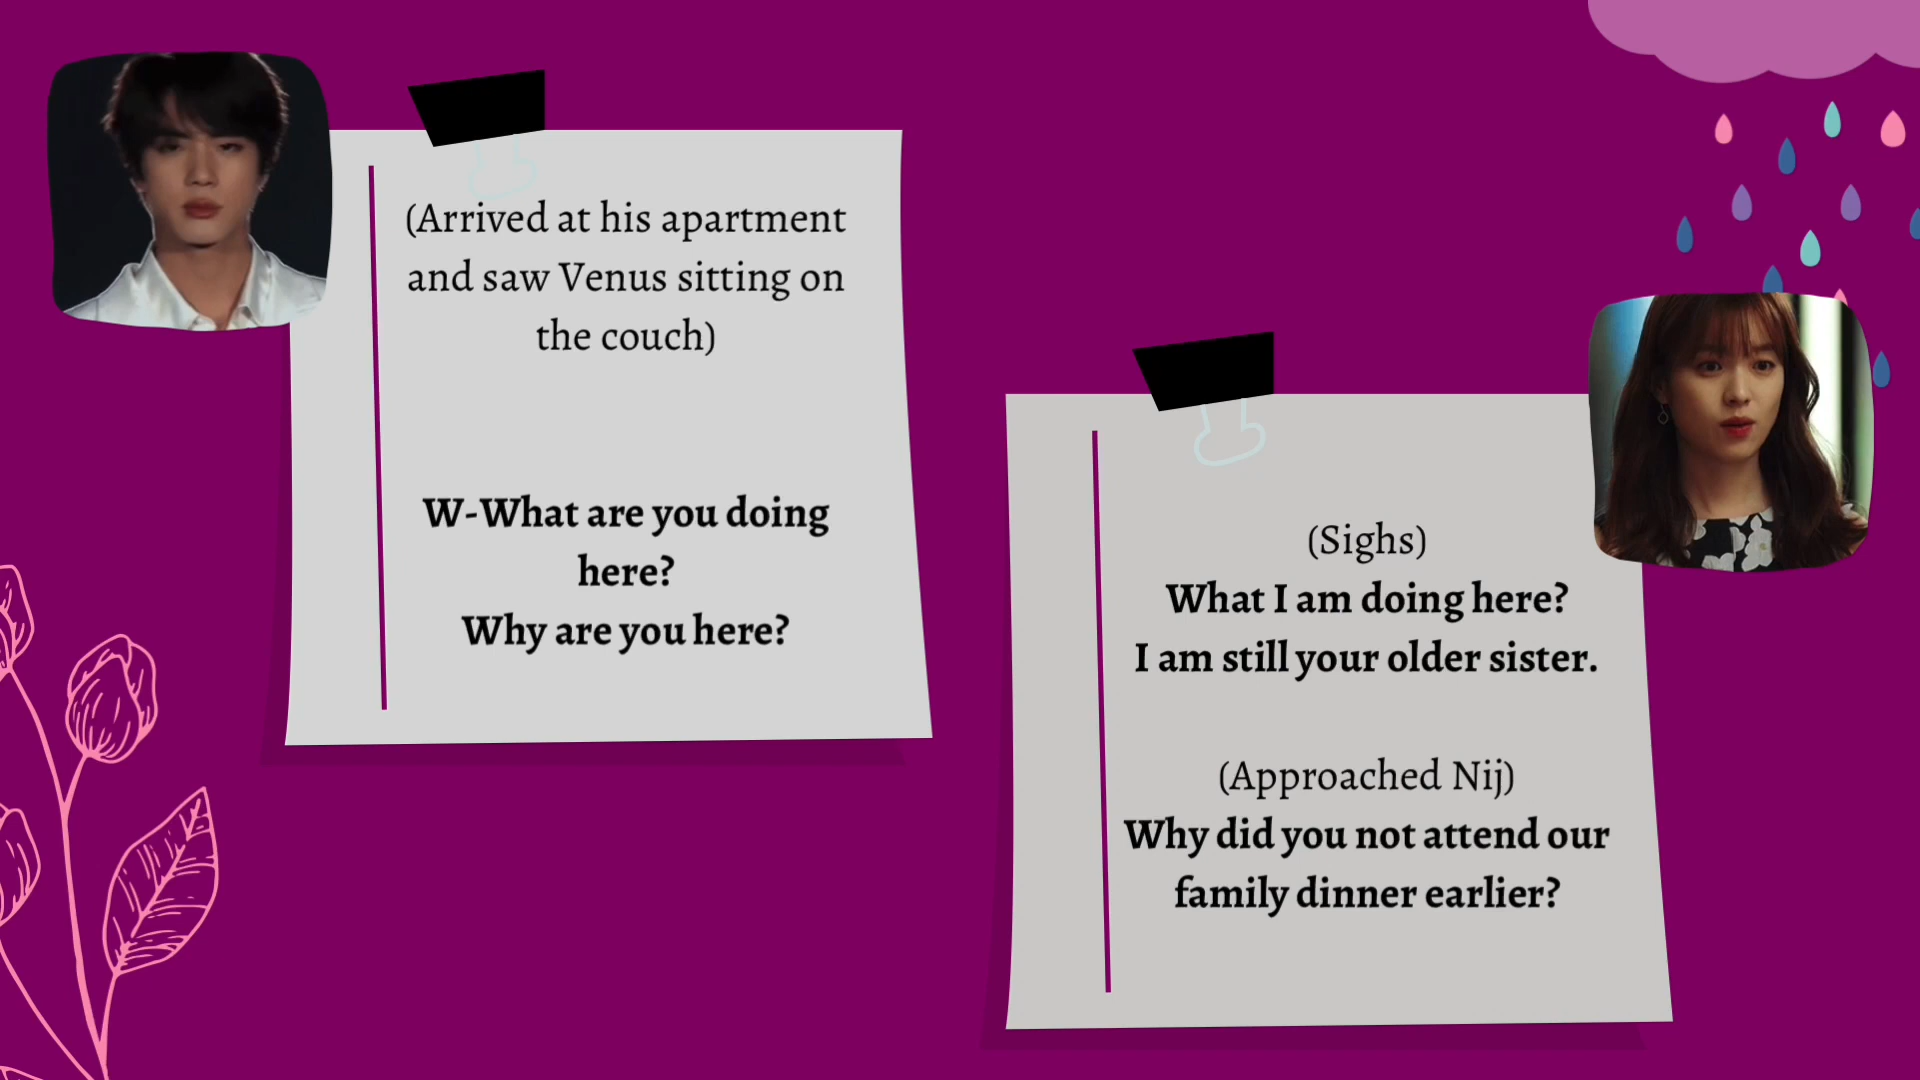 (Arrived at his apartment
and saw Venus sitting on
the couch)
W-What are you doing
here?
Why are you here?
(Sighs)
What I am doing here?
I am still your older sister.
(Approached Nij)
Why did you not attend our
family dinner earlier?